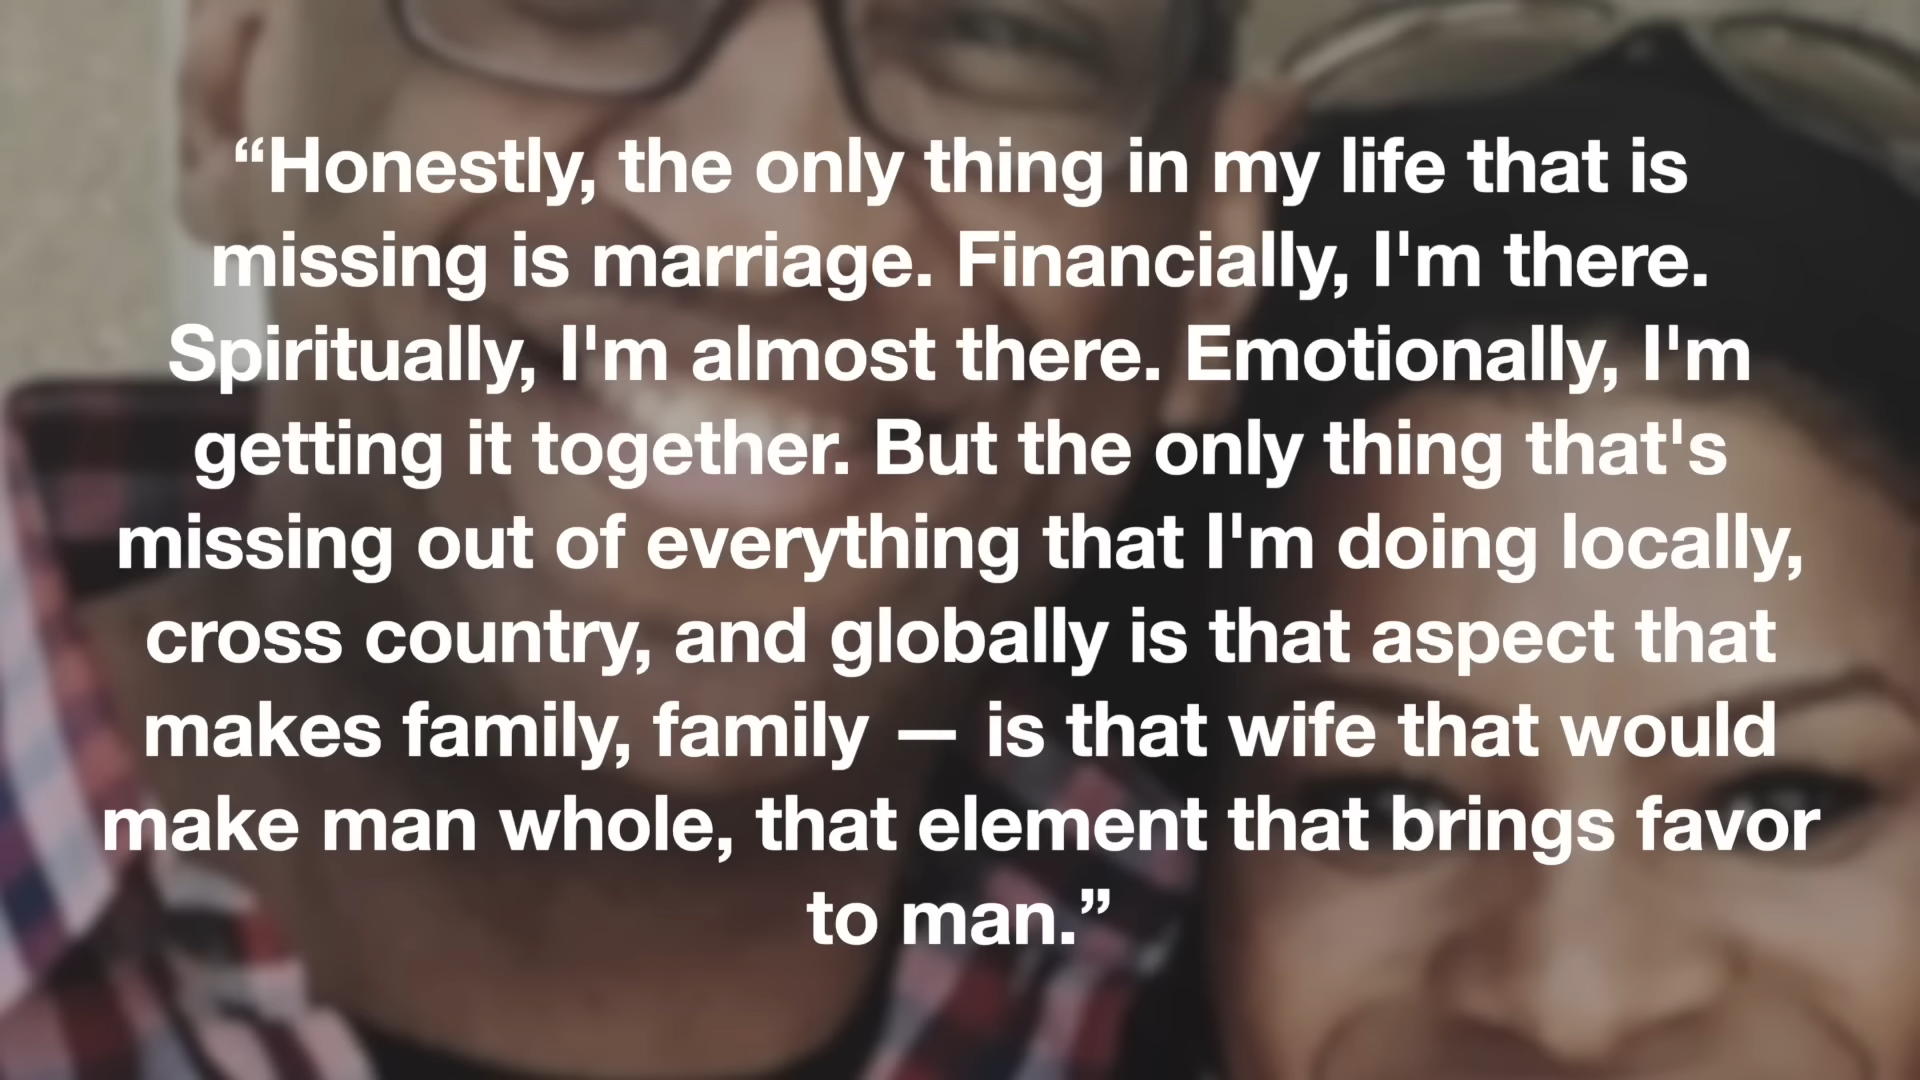 “Honestly, the only thing in my life that is
missing is marriage. Financially, I'm there.
Spiritually, I'm almost there. Emotionally, I'm
getting it together. But the only thing that's
missing out of everything that I'm doing locally,
cross country, and globally is that aspect that
makes family, family — is that wife that would
make man whole, that element that brings favor
to man.”